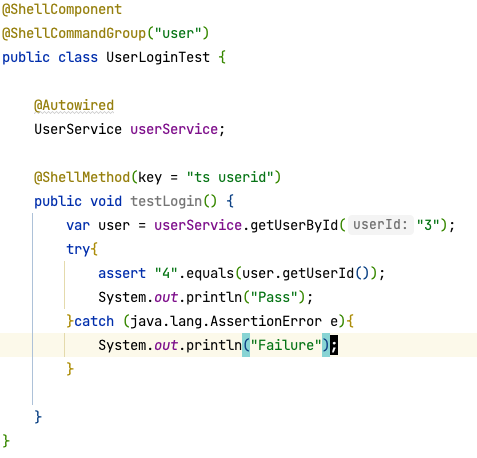 @ShellComponent
@ShellCommandGroup("user")
public class UserLoginTest {
@Autowired
UserService userService;
@ShellMethod(key = "ts userid")
public void testLogin() {
var user = userService.getUserById( userId: "3");
try{
assert "4".equals(user.getUserId());
System.out.println("Pass");
}catch (java.lang.AssertionError e){
System.out.println("Failure");
}
}
}